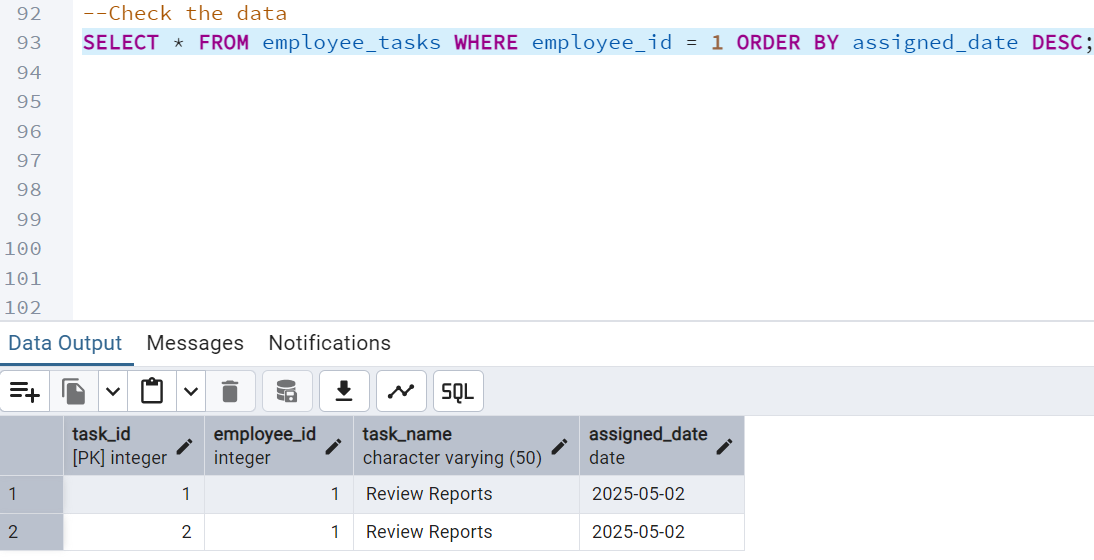 92 --Check the data
93 SELECT * FROM employee_tasks WHERE employee_id = 1 ORDER BY assigned_date DESC;
94
95
96
97
98
99
100
101
102
Data Output Messages Notifications
SQL
task_id employee_id task_name assigned_date
[PK] integer integer character varying (50) date
1 1 1 Review Reports 2025-05-02
2 2 1 Review Reports 2025-05-02